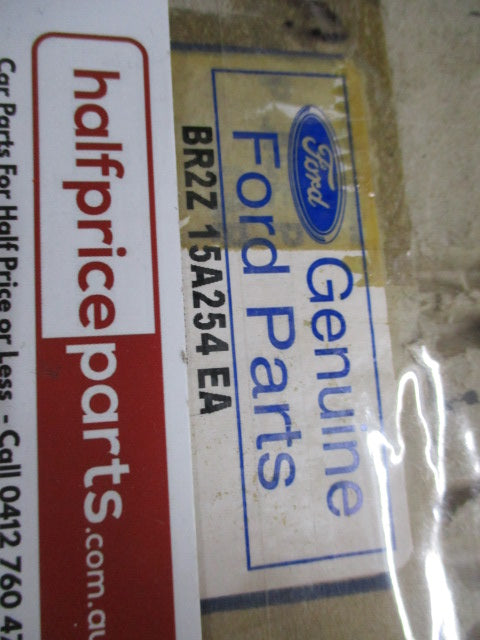 Ford
Genuine
Ford Parts
BR2Z 15A254 EA
halfpriceparts.com.au
Car Parts For Half Price or Less - Call 0412 760